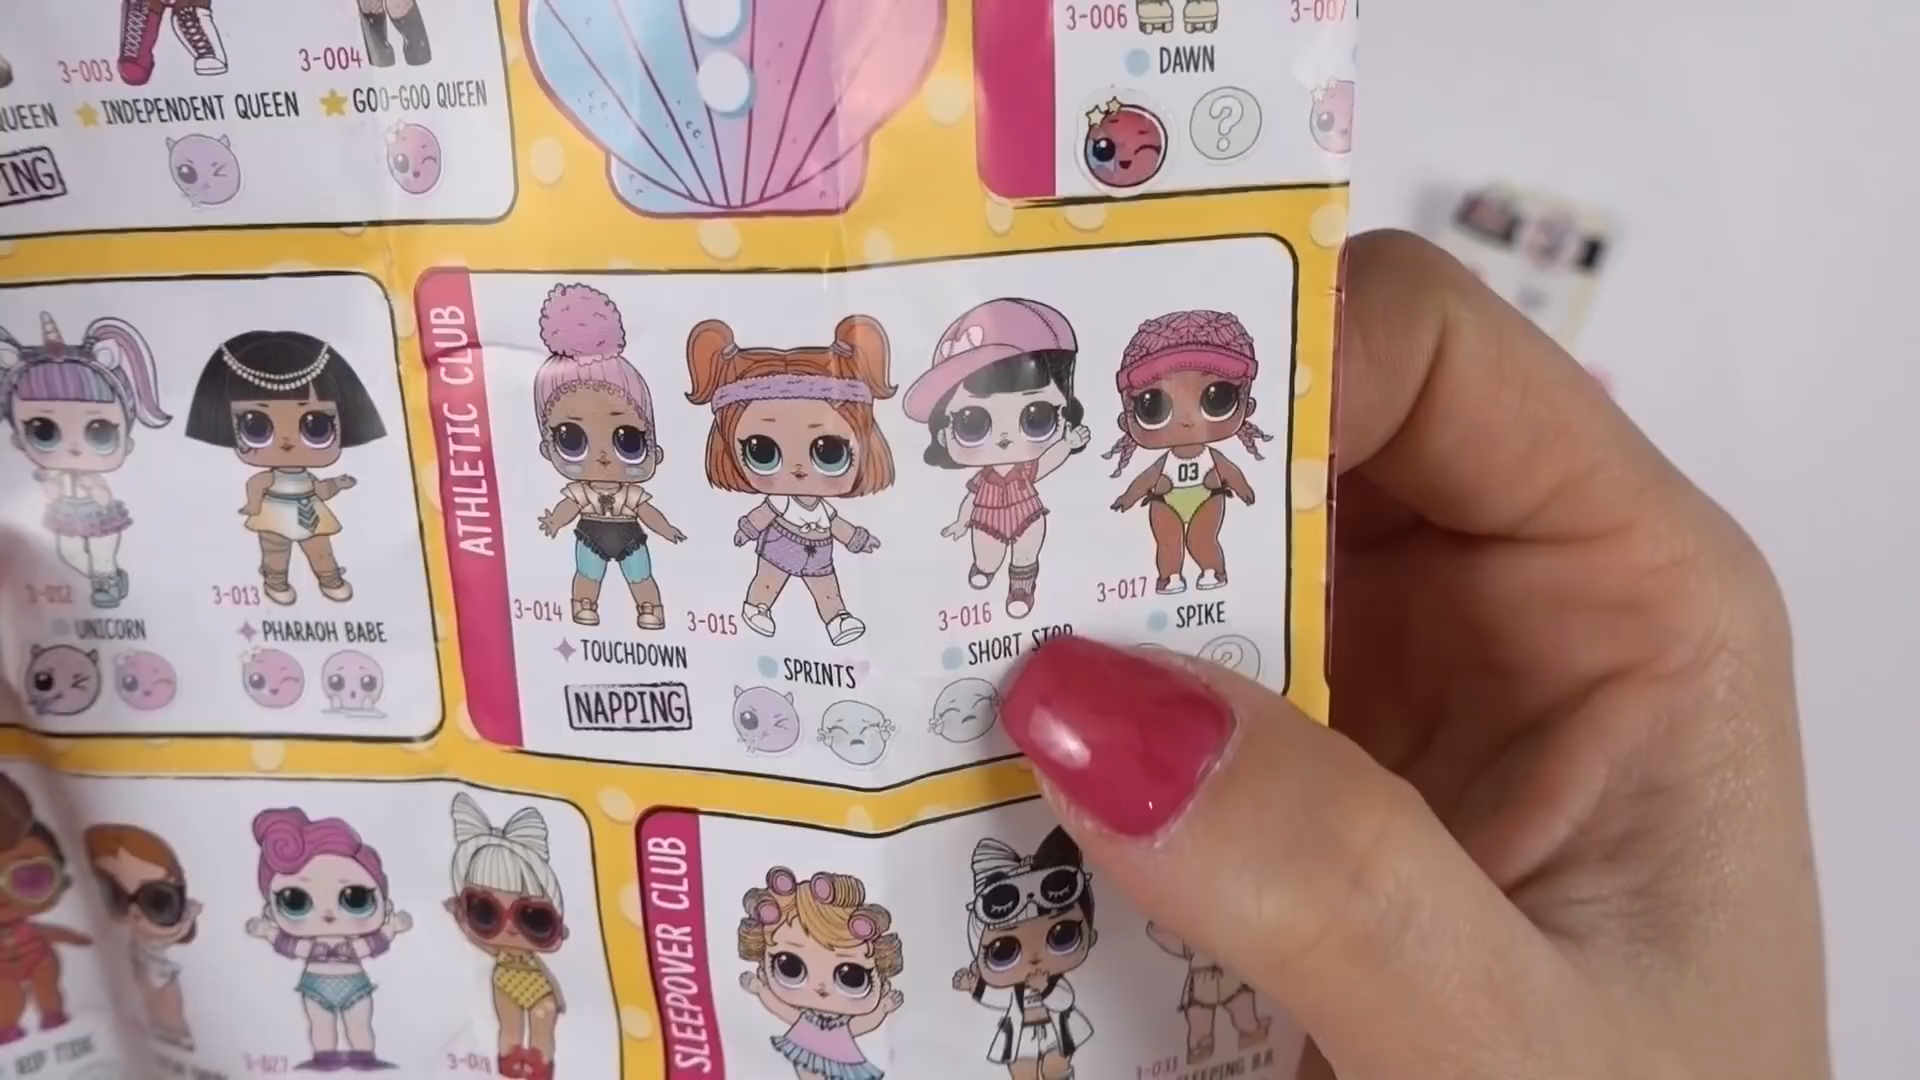 3-003
3-004
QUEEN
INDEPENDENT QUEEN
GOO-GOO QUEEN
3-006
3-007
DAWN
?
ATHLETIC CLUB
3-012
UNICORN
3-013
PHARAOH BABE
3-014
TOUCHDOWN
NAPPING
3-015
SPRINTS
3-016
SHORT STOP
03
3-017
SPIKE
?
3-027
3-028
SLEEPOVER CLUB
3-031